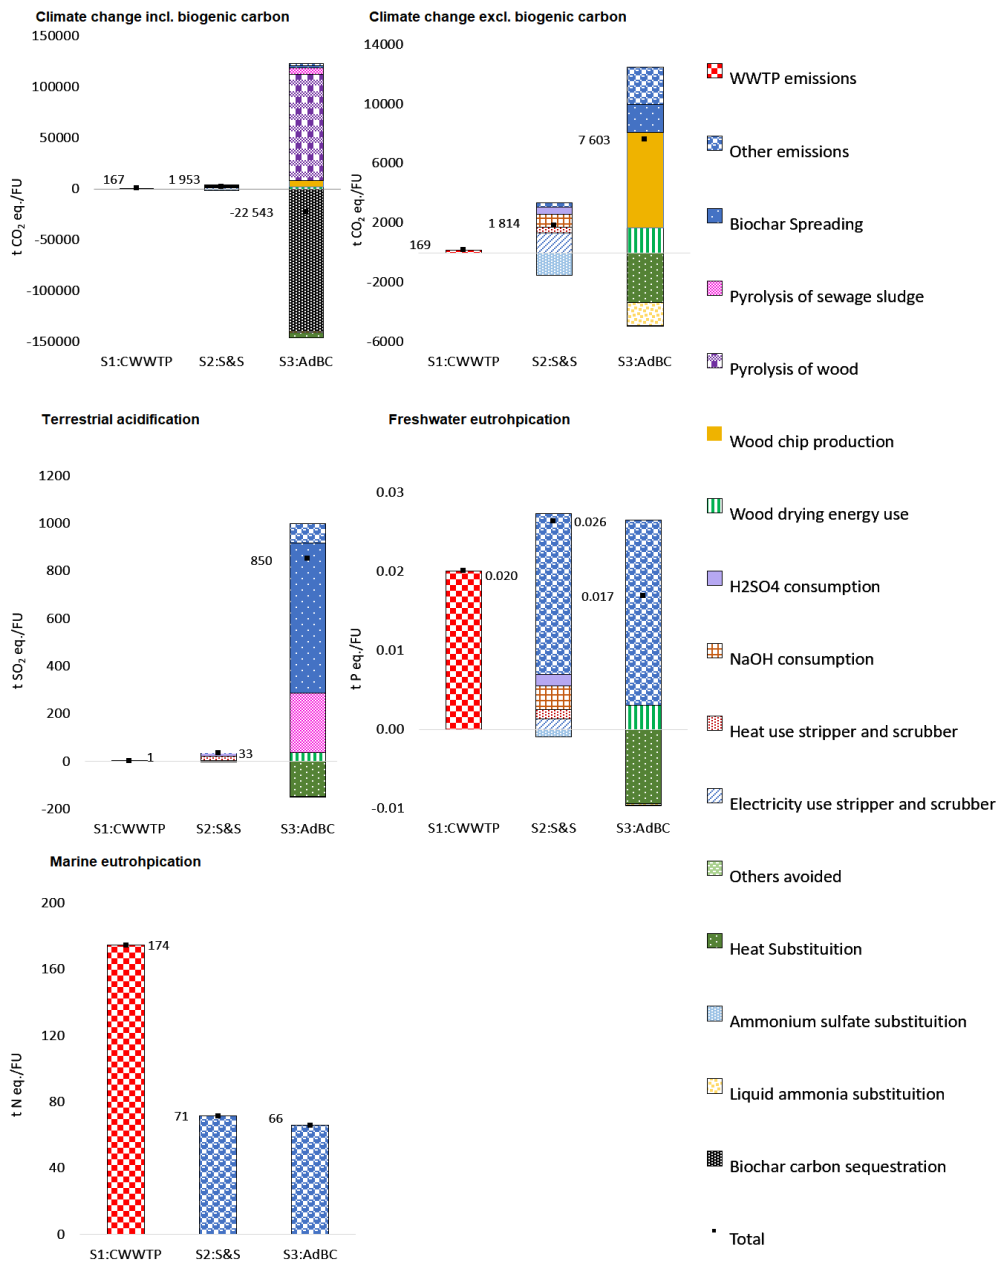 Climate change incl. biogenic carbon
150000
100000
50000
0
-50000
-100000
-150000
t CO2 eq./FU
167
1 953
-22 543
S1:CWWTP
S2:S&S
S3:AdBC
Climate change excl. biogenic carbon
14000
10000
6000
2000
-2000
-6000
t CO2 eq./FU
169
1 814
7 603
S1:CWWTP
S2:S&S
S3:AdBC
Terrestrial acidification
1200
1000
800
600
400
200
0
-200
t SO2 eq./FU
1
33
850
S1:CWWTP
S2:S&S
S3:AdBC
Freshwater eutrohpication
0.03
0.02
0.01
0.00
-0.01
t P eq./FU
0.020
0.026
0.017
S1:CWWTP
S2:S&S
S3:AdBC
Marine eutrohpication
200
160
120
80
40
0
t N eq./FU
174
71
66
S1:CWWTP
S2:S&S
S3:AdBC
WWTP emissions
Other emissions
Biochar Spreading
Pyrolysis of sewage sludge
Pyrolysis of wood
Wood chip production
Wood drying energy use
H2SO4 consumption
NaOH consumption
Heat use stripper and scrubber
Electricity use stripper and scrubber
Others avoided
Heat Substituition
Ammonium sulfate substituition
Liquid ammonia substituition
Biochar carbon sequestration
Total